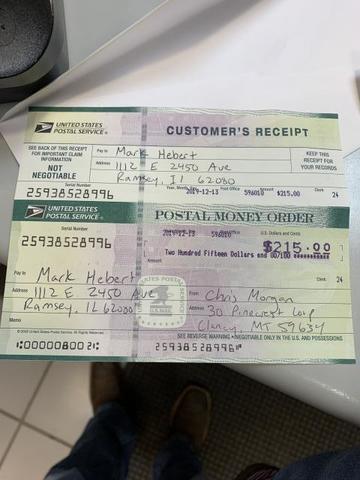 UNITED STATES POSTAL SERVICE®
CUSTOMER'S RECEIPT
SEE BACK OF THIS RECEIPT FOR IMPORTANT CLAIM INFORMATION
NOT NEGOTIABLE
Pay to
Mark Hebert
1112 E 2450 Ave
Ramsey, Il 62080
KEEP THIS RECEIPT FOR YOUR RECORDS
Serial Number
Year, Month, Day
Post Office
Amount
Clerk
25938528996
2019-12-13
596010
$215.00
24
UNITED STATES POSTAL SERVICE®
POSTAL MONEY ORDER
Serial Number
25938528996
2019-12-13
596010
U.S. Dollars and Cents
$215.00
Two Hundred Fifteen Dollars and 00/100
Amount
Clerk
24
Pay to
Mark Hebert
1112 E 2450 Ave
Ramsey, IL 62080
Memo
From
Chris Morgan
Address
30 Pinecrest Loop
Clancy, MT 59634
SEE REVERSE WARNING • NEGOTIABLE ONLY IN THE U.S. AND POSSESSIONS
25938528996